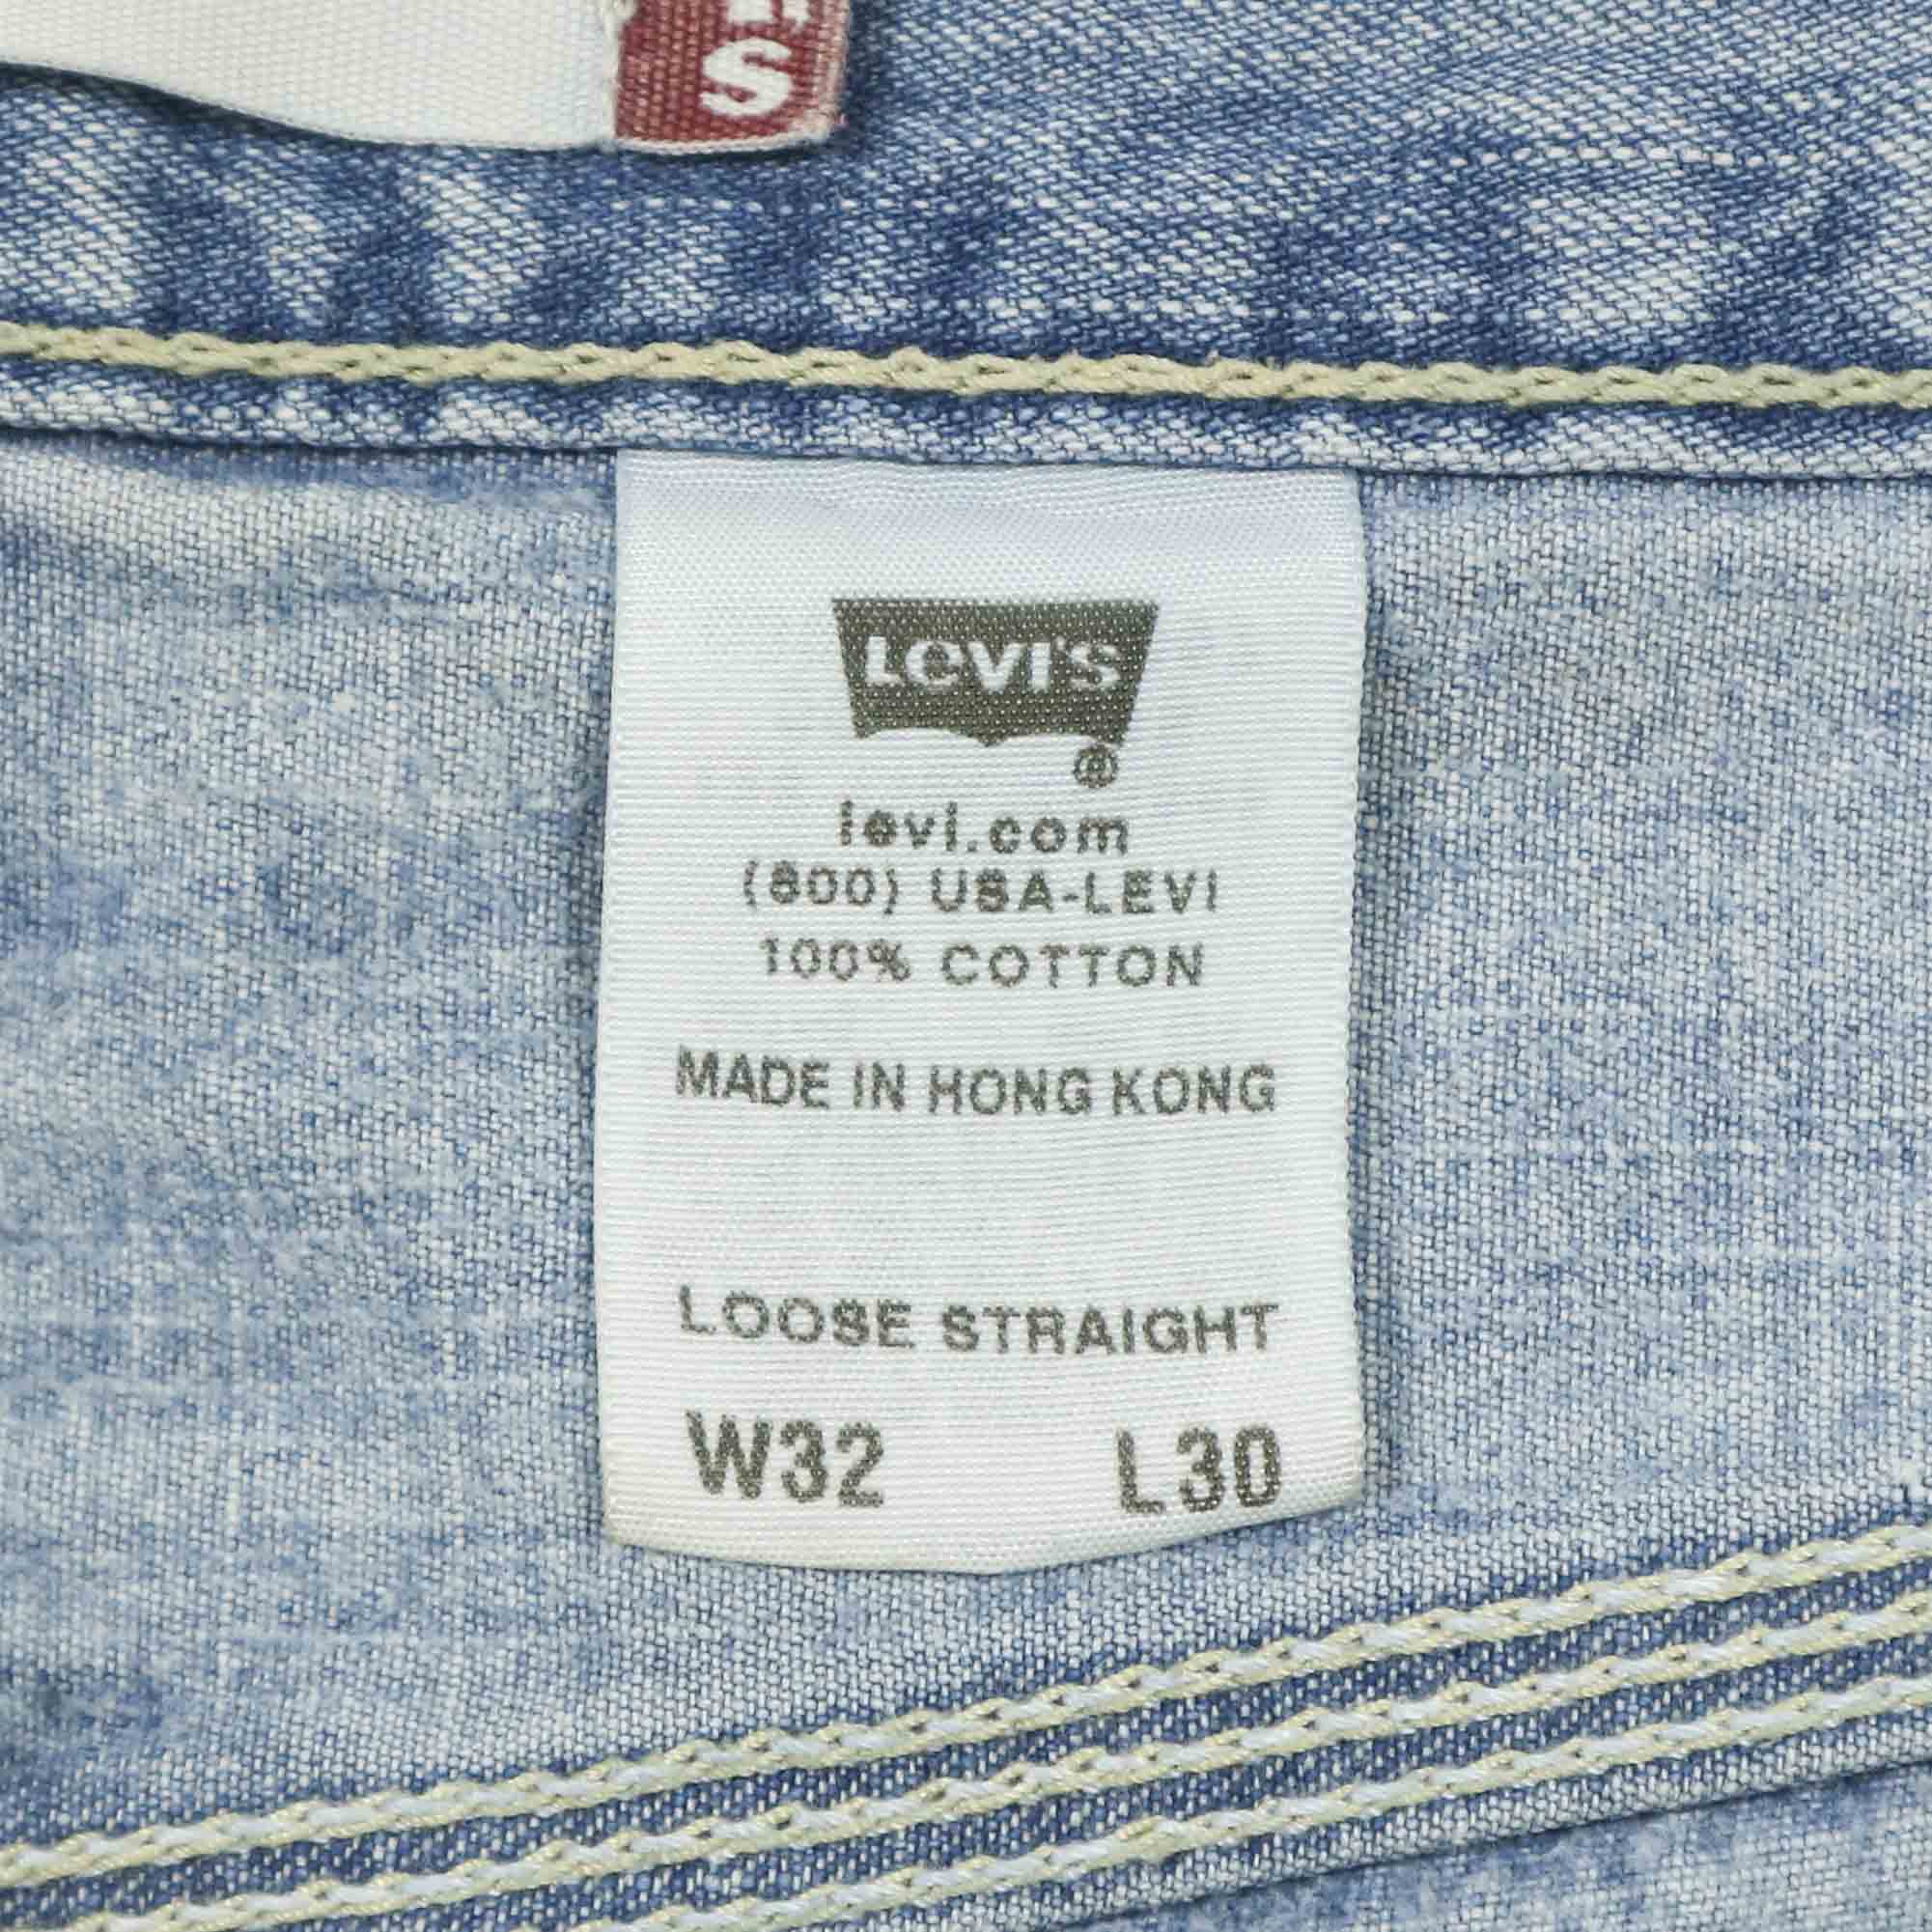 S
LEVI'S
®
levi.com
(800) USA-LEVI
100% COTTON
MADE IN HONG KONG
LOOSE STRAIGHT
W32 L30